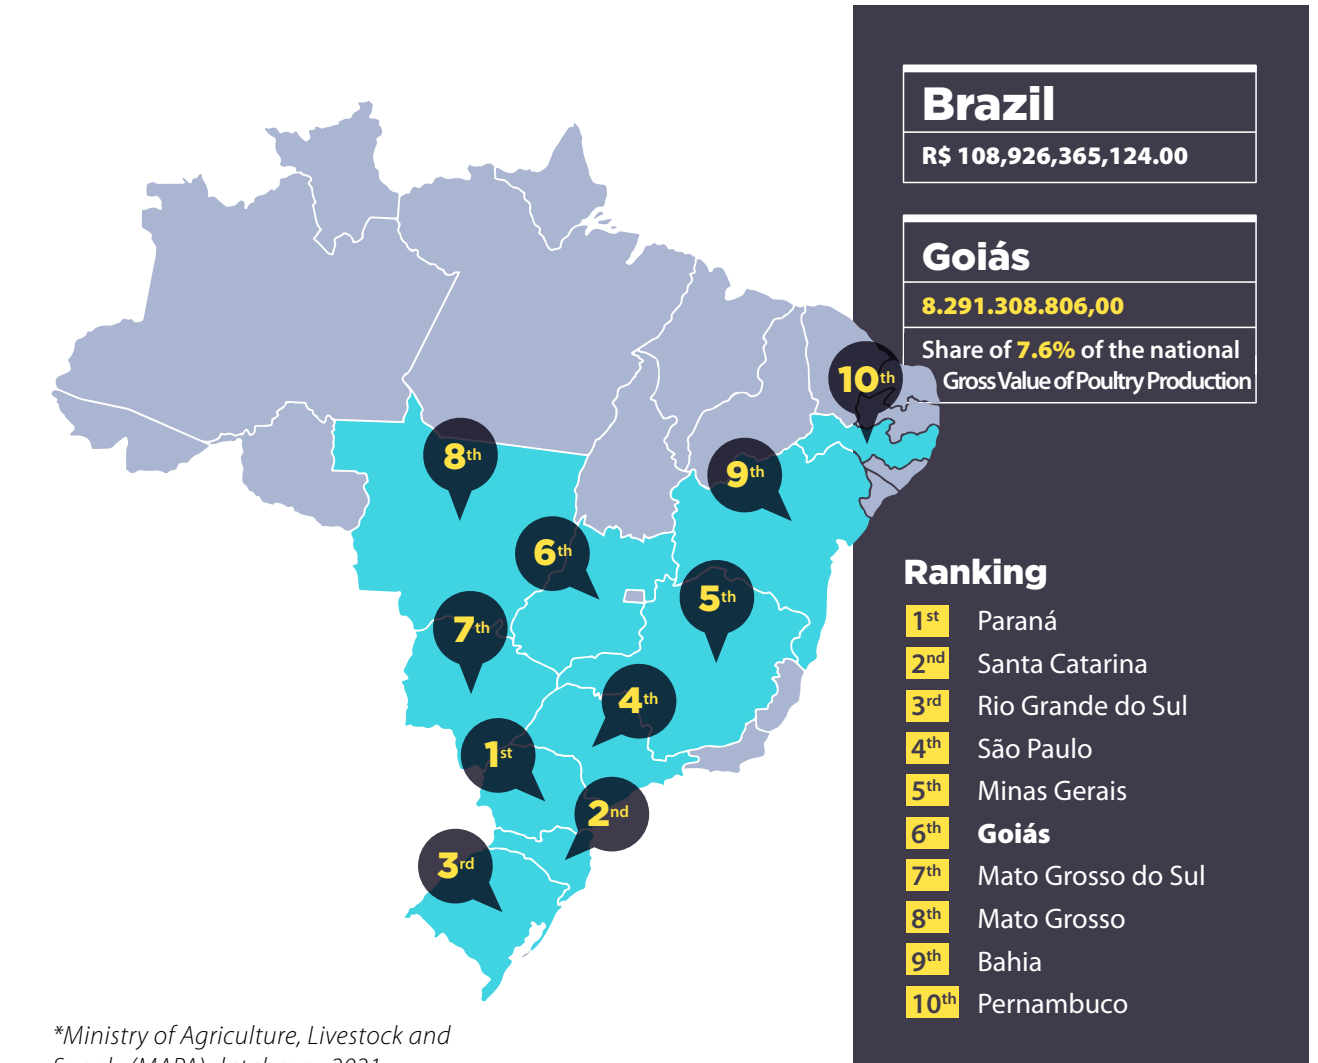 Brazil
R$ 108,926,365,124.00
Goiás
8.291.308.806,00
Share of 7.6% of the national
Gross Value of Poultry Production
10th
8th
9th
6th
5th
7th
4th
1st
2nd
3rd
Ranking
1st Paraná
2nd Santa Catarina
3rd Rio Grande do Sul
4th São Paulo
5th Minas Gerais
6th Goiás
7th Mato Grosso do Sul
8th Mato Grosso
9th Bahia
10th Pernambuco
*Ministry of Agriculture, Livestock and